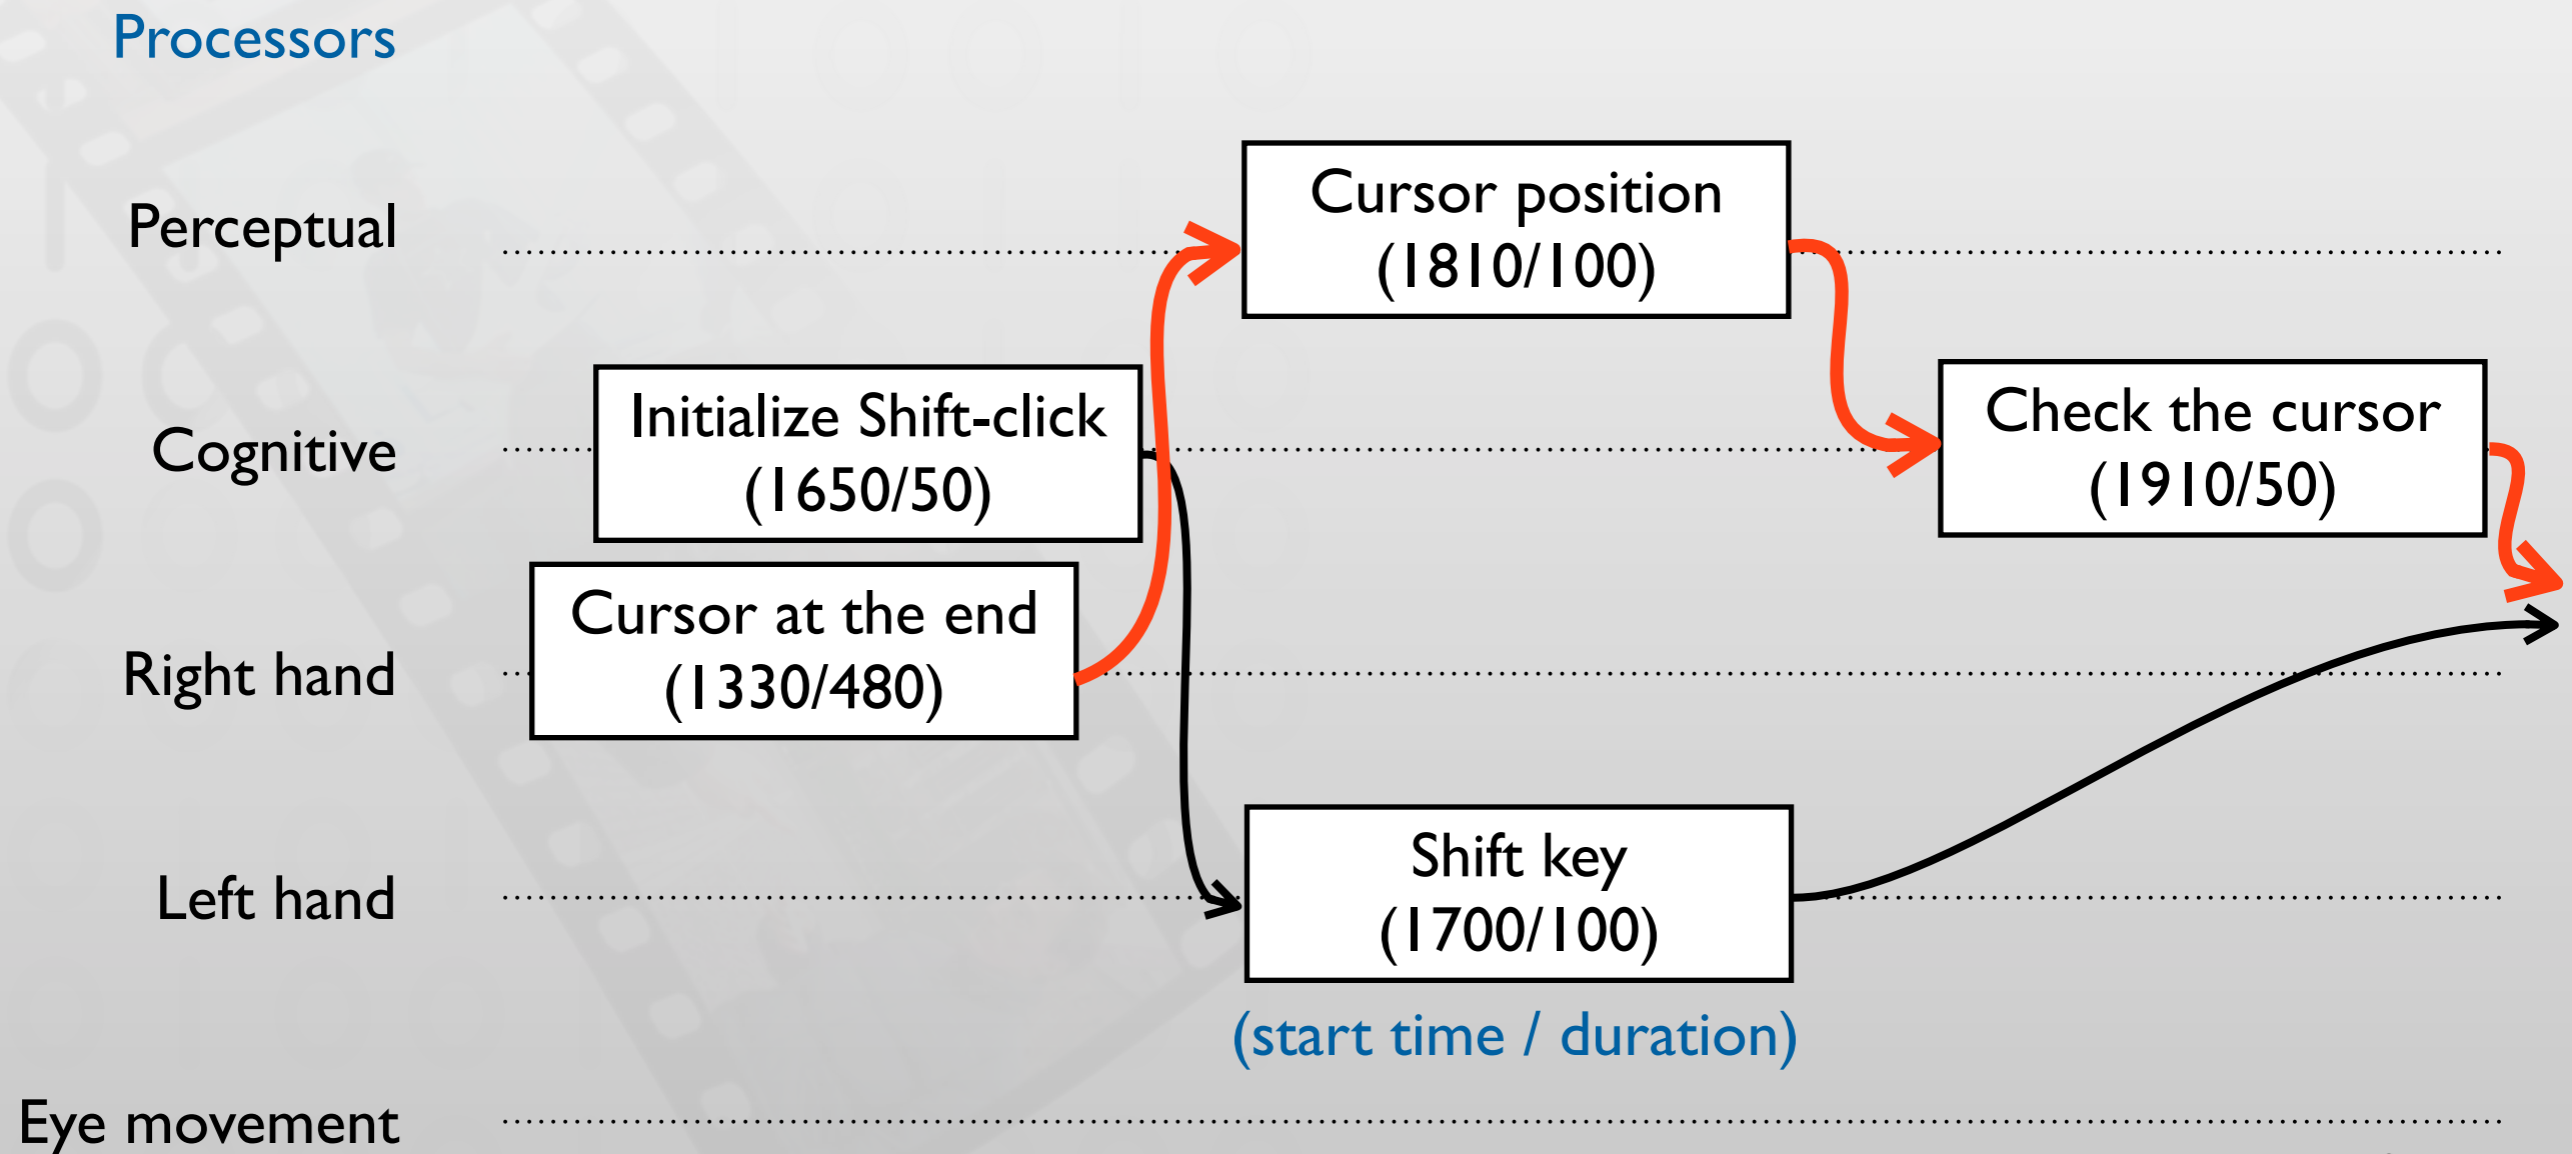 Processors
Perceptual
Cursor position
(1810/100)
Cognitive
Initialize Shift-click
(1650/50)
Check the cursor
(1910/50)
Right hand
Cursor at the end
(1330/480)
Left hand
Shift key
(1700/100)
(start time / duration)
Eye movement